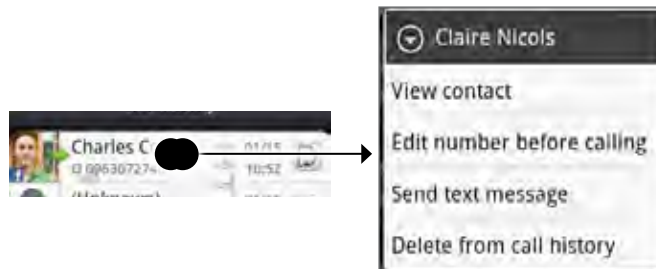 Charles C
096307274
01/15
10:52
(Unknown)
Claire Nicols
View contact
Edit number before calling
Send text message
Delete from call history